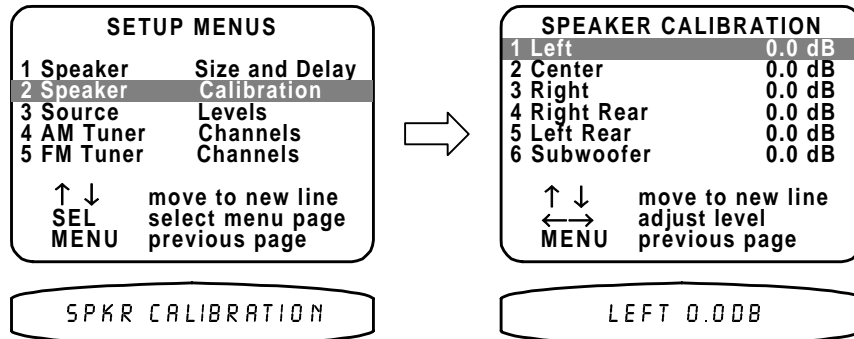 SETUP MENUS
1 Speaker Size and Delay
2 Speaker Calibration
3 Source Levels
4 AM Tuner Channels
5 FM Tuner Channels
↑ ↓ move to new line
SEL select menu page
MENU previous page
SPKR CALIBRATION
SPEAKER CALIBRATION
1 Left 0.0 dB
2 Center 0.0 dB
3 Right 0.0 dB
4 Right Rear 0.0 dB
5 Left Rear 0.0 dB
6 Subwoofer 0.0 dB
↑ ↓ move to new line
←→ adjust level
MENU previous page
LEFT 0.0DB